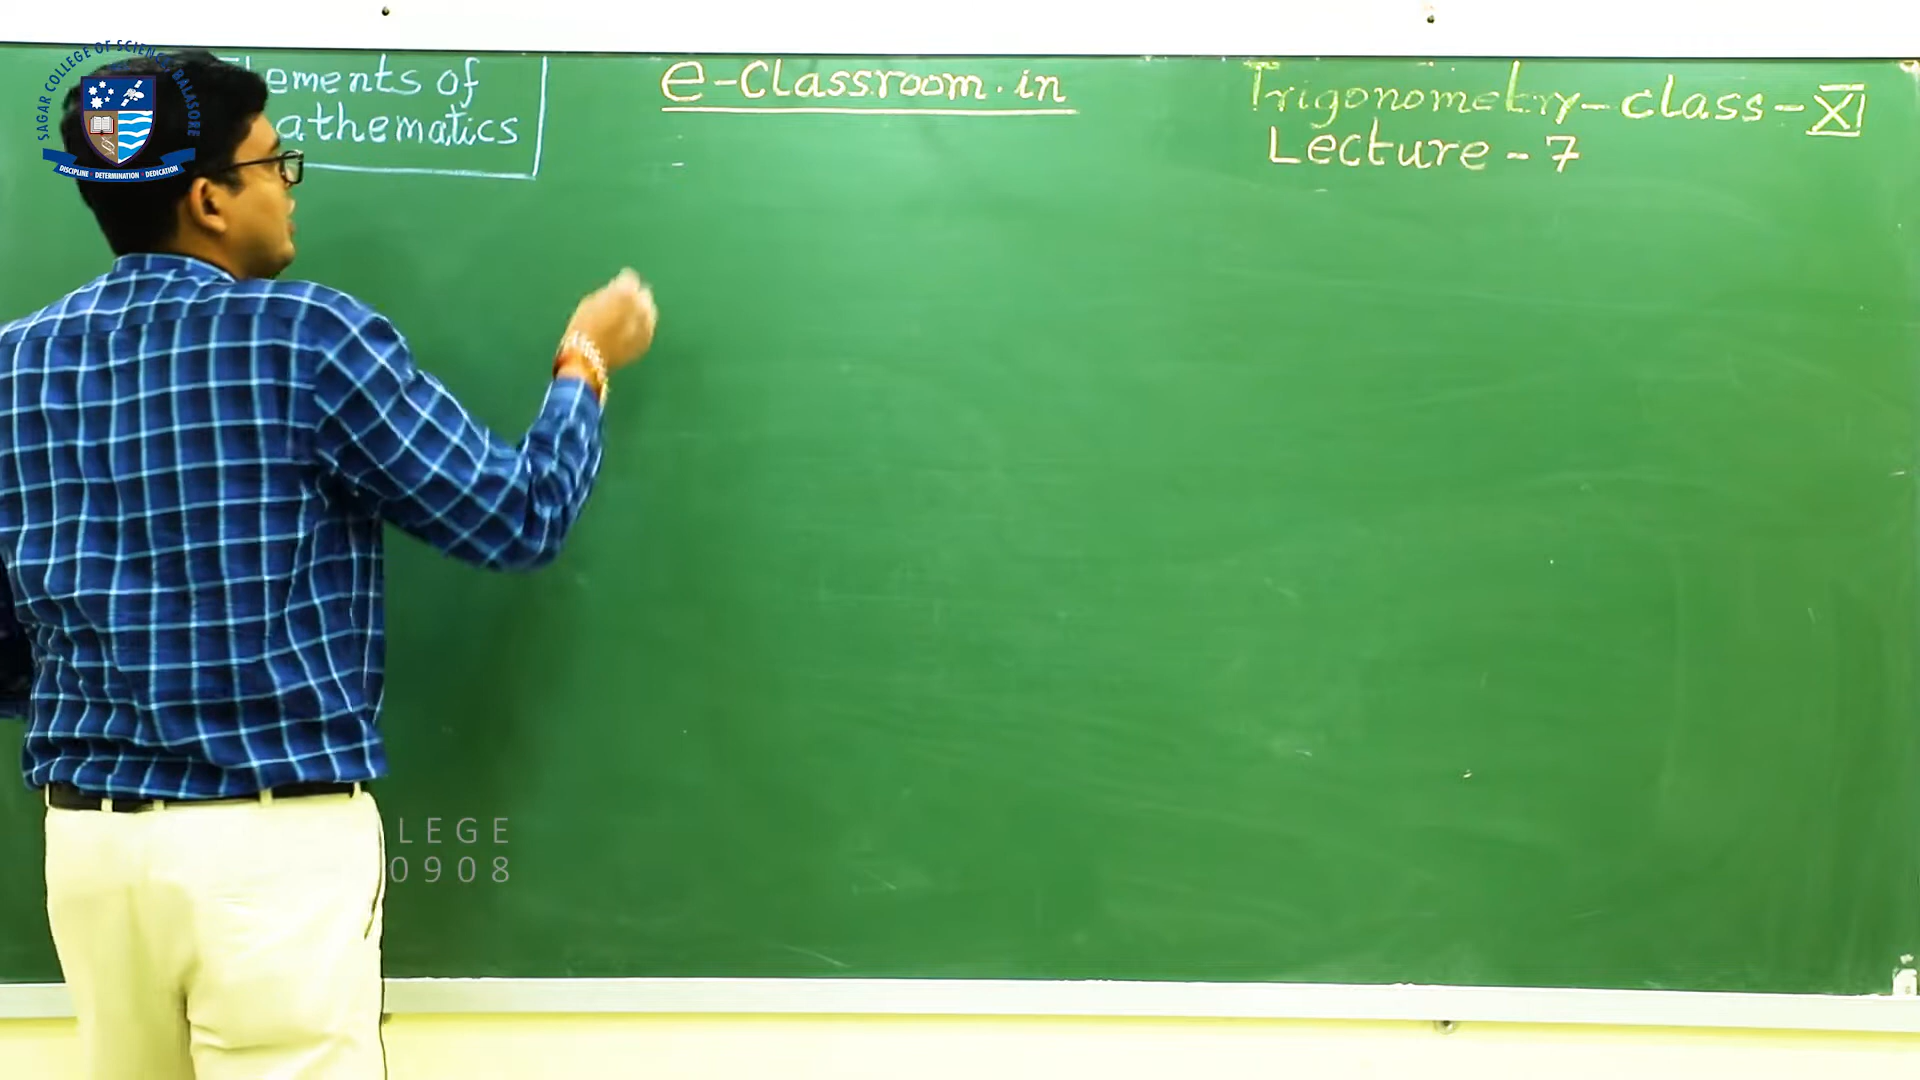 SAGAR COLLEGE OF SCIENCE, BALASORE
DISCIPLINE DETERMINATION DEDICATION
Elements of
athematics
e-Classroom.in
Trigonometry-class-XI
Lecture-7
LEGE
0908